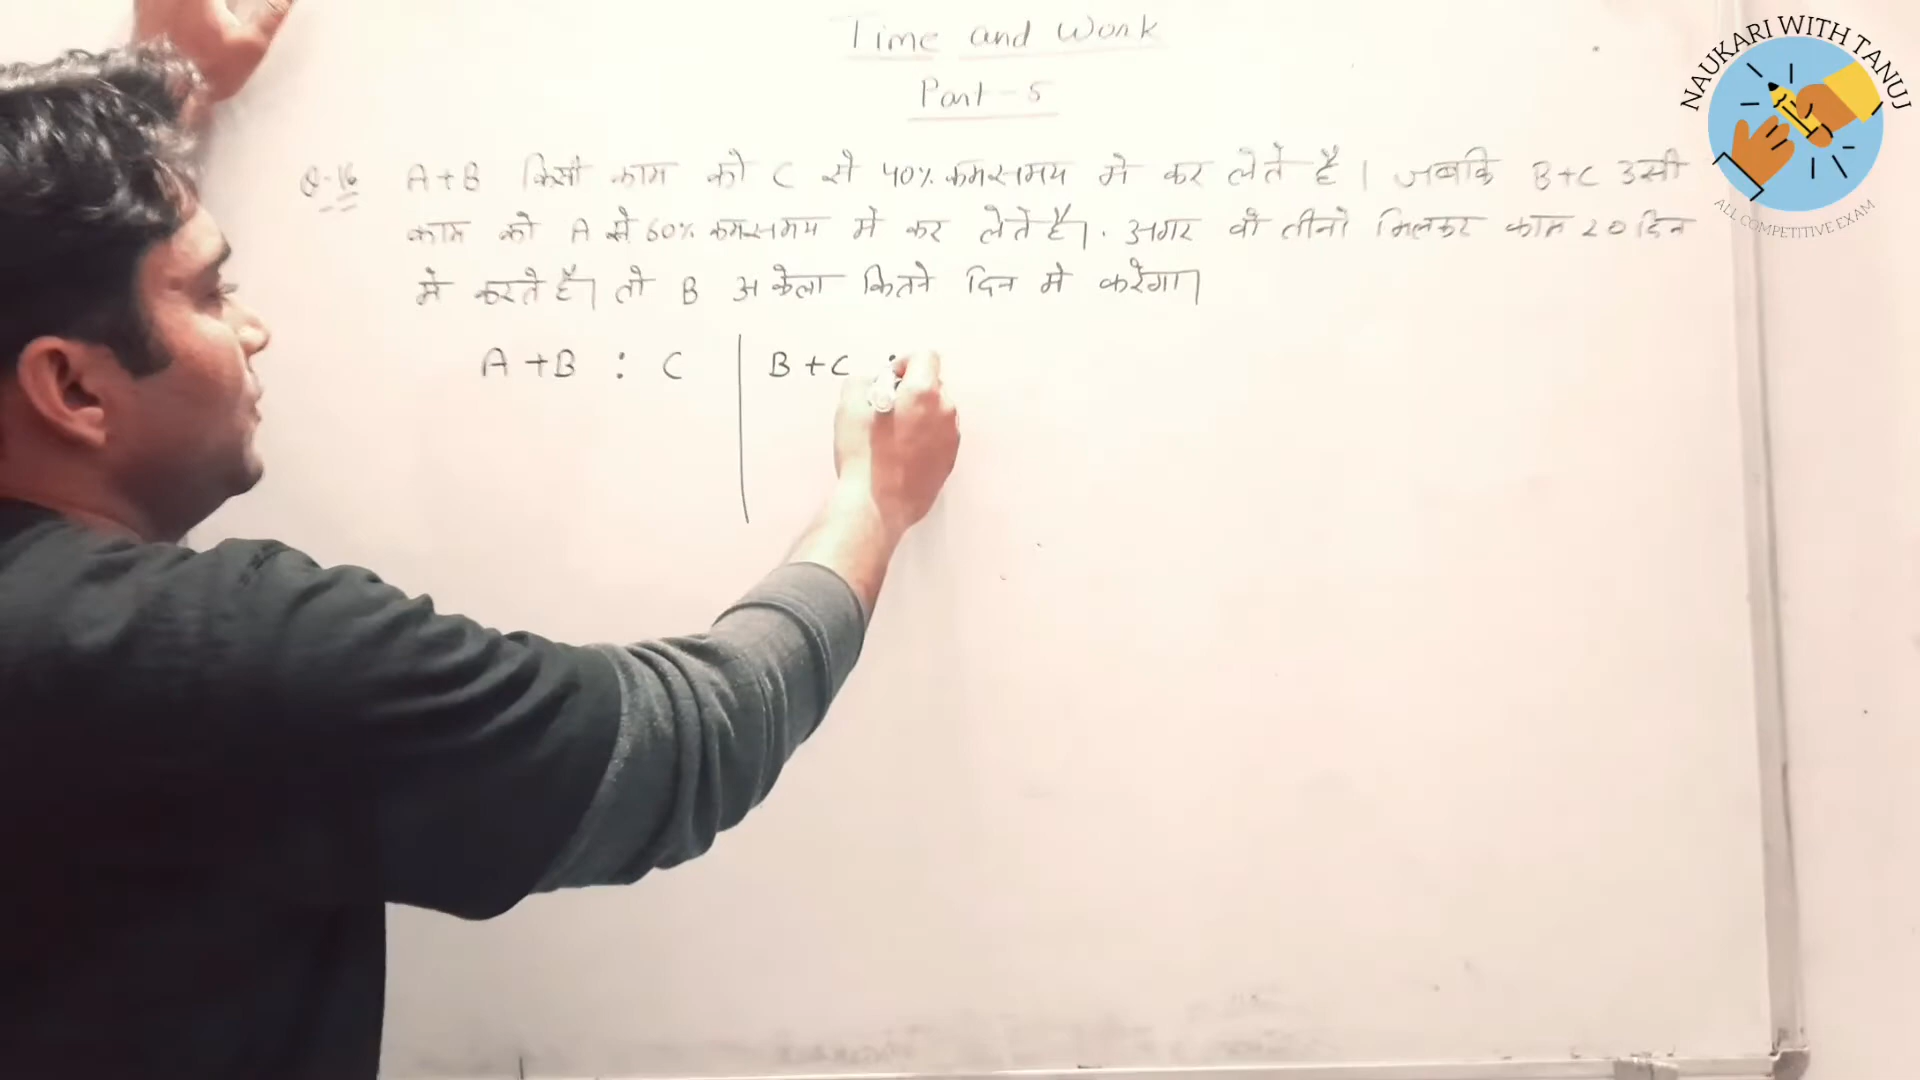 Time and Work
Part - 5
Q-16 A+B किसी काम को C से 40% कमसमय मे कर लेते है । जबकि B+C उसी
काम को A से 60% कमसमय मे कर लेते है। . अगर वो तीनो मिलकर काम 20 दिन
मे करते है। तो B अकेला कितने दिन मे करेगा।
A+B : C | B+C :
NAUKARI WITH TANUJ
ALL COMPETITIVE EXAM